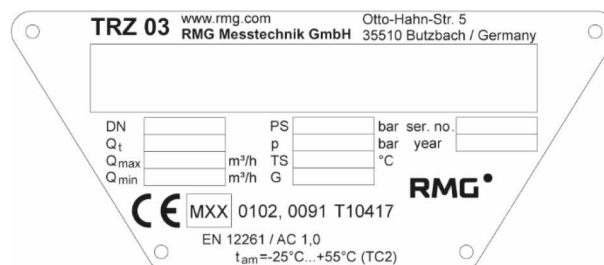 TRZ 03 www.rmg.com Otto-Hahn-Str. 5
RMG Messtechnik GmbH 35510 Butzbach / Germany
DN PS bar ser. no.
Qt p bar year
Qmax m³/h TS °C
Qmin m³/h G
RMG
CE MXX 0102, 0091 T10417
EN 12261 / AC 1,0
tam=-25°C...+55°C (TC2)